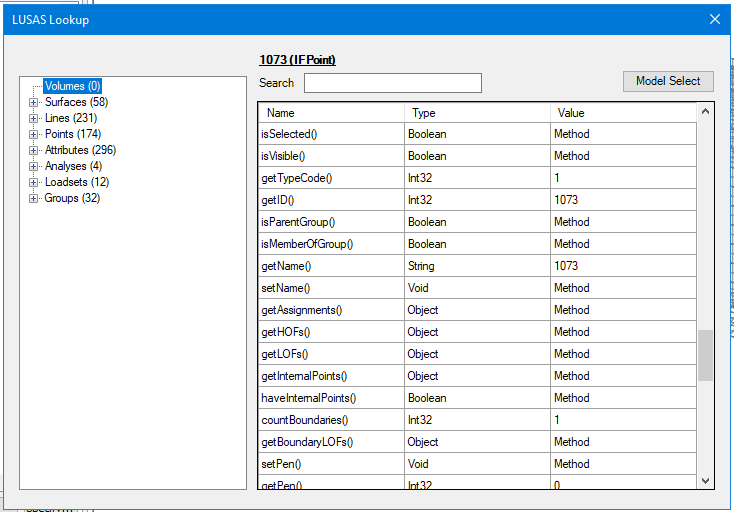 LUSAS Lookup
1073 (IFPoint)
Search
Model Select
Volumes (0)
Surfaces (58)
Lines (231)
Points (174)
Attributes (296)
Analyses (4)
Loadsets (12)
Groups (32)
Name Type Value
isSelected() Boolean Method
isVisible() Boolean Method
getTypeCode() Int32 1
getID() Int32 1073
isParentGroup() Boolean Method
isMemberOfGroup() Boolean Method
getName() String 1073
setName() Void Method
getAssignments() Object Method
getHOFs() Object Method
getLOFs() Object Method
getInternalPoints() Object Method
haveInternalPoints() Boolean Method
countBoundaries() Int32 1
getBoundaryLOFs() Object Method
setPen() Void Method
getPen() Int32 0